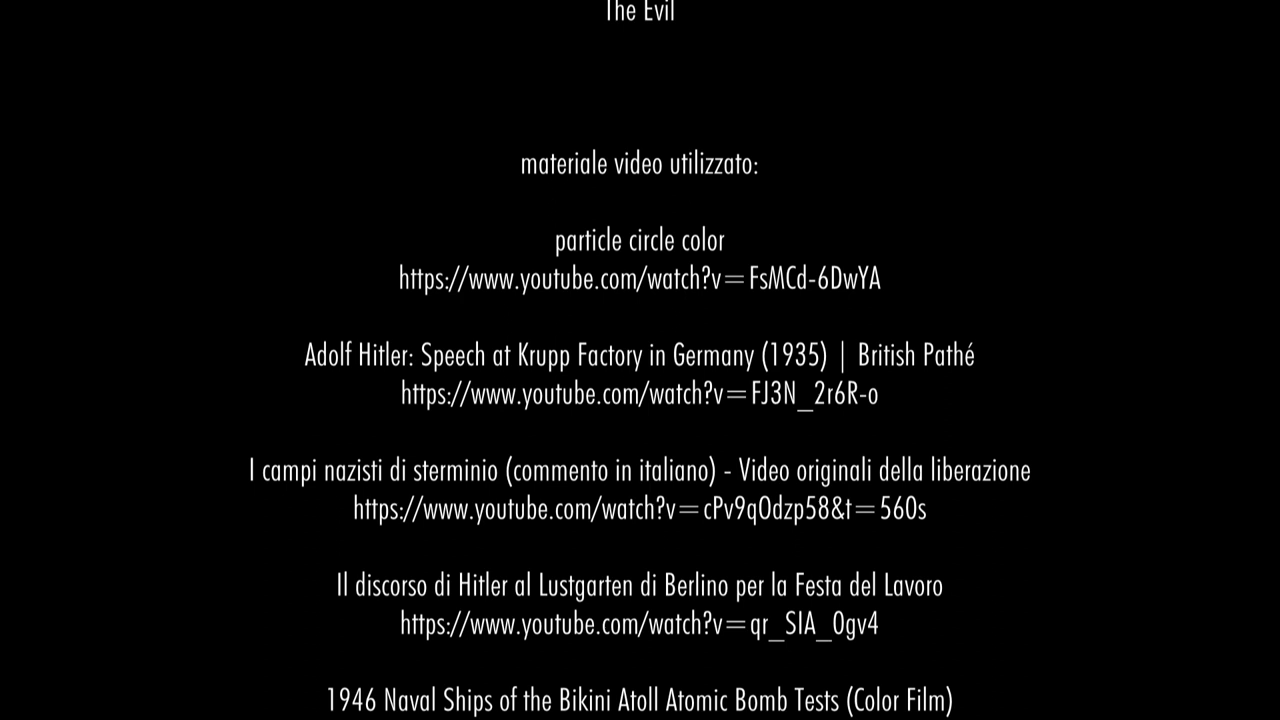 The Evil
materiale video utilizzato:
particle circle color
https://www.youtube.com/watch?v=FsMCd-6DwYA
Adolf Hitler: Speech at Krupp Factory in Germany (1935) | British Pathé
https://www.youtube.com/watch?v=FJ3N_2r6R-o
I campi nazisti di sterminio (commento in italiano) - Video originali della liberazione
https://www.youtube.com/watch?v=cPv9qOdzp58&t=560s
Il discorso di Hitler al Lustgarten di Berlino per la Festa del Lavoro
https://www.youtube.com/watch?v=qr_SIA_0gv4
1946 Naval Ships of the Bikini Atoll Atomic Bomb Tests (Color Film)